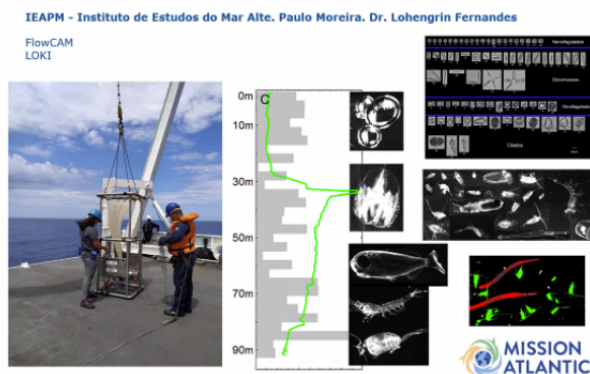 IEAPM - Instituto de Estudos do Mar Alte. Paulo Moreira. Dr. Lohengrin Fernandes
FlowCAM
LOKI
C
0m
10m
30m
50m
70m
90m
Ciliados
MISSION
ATLANTIC